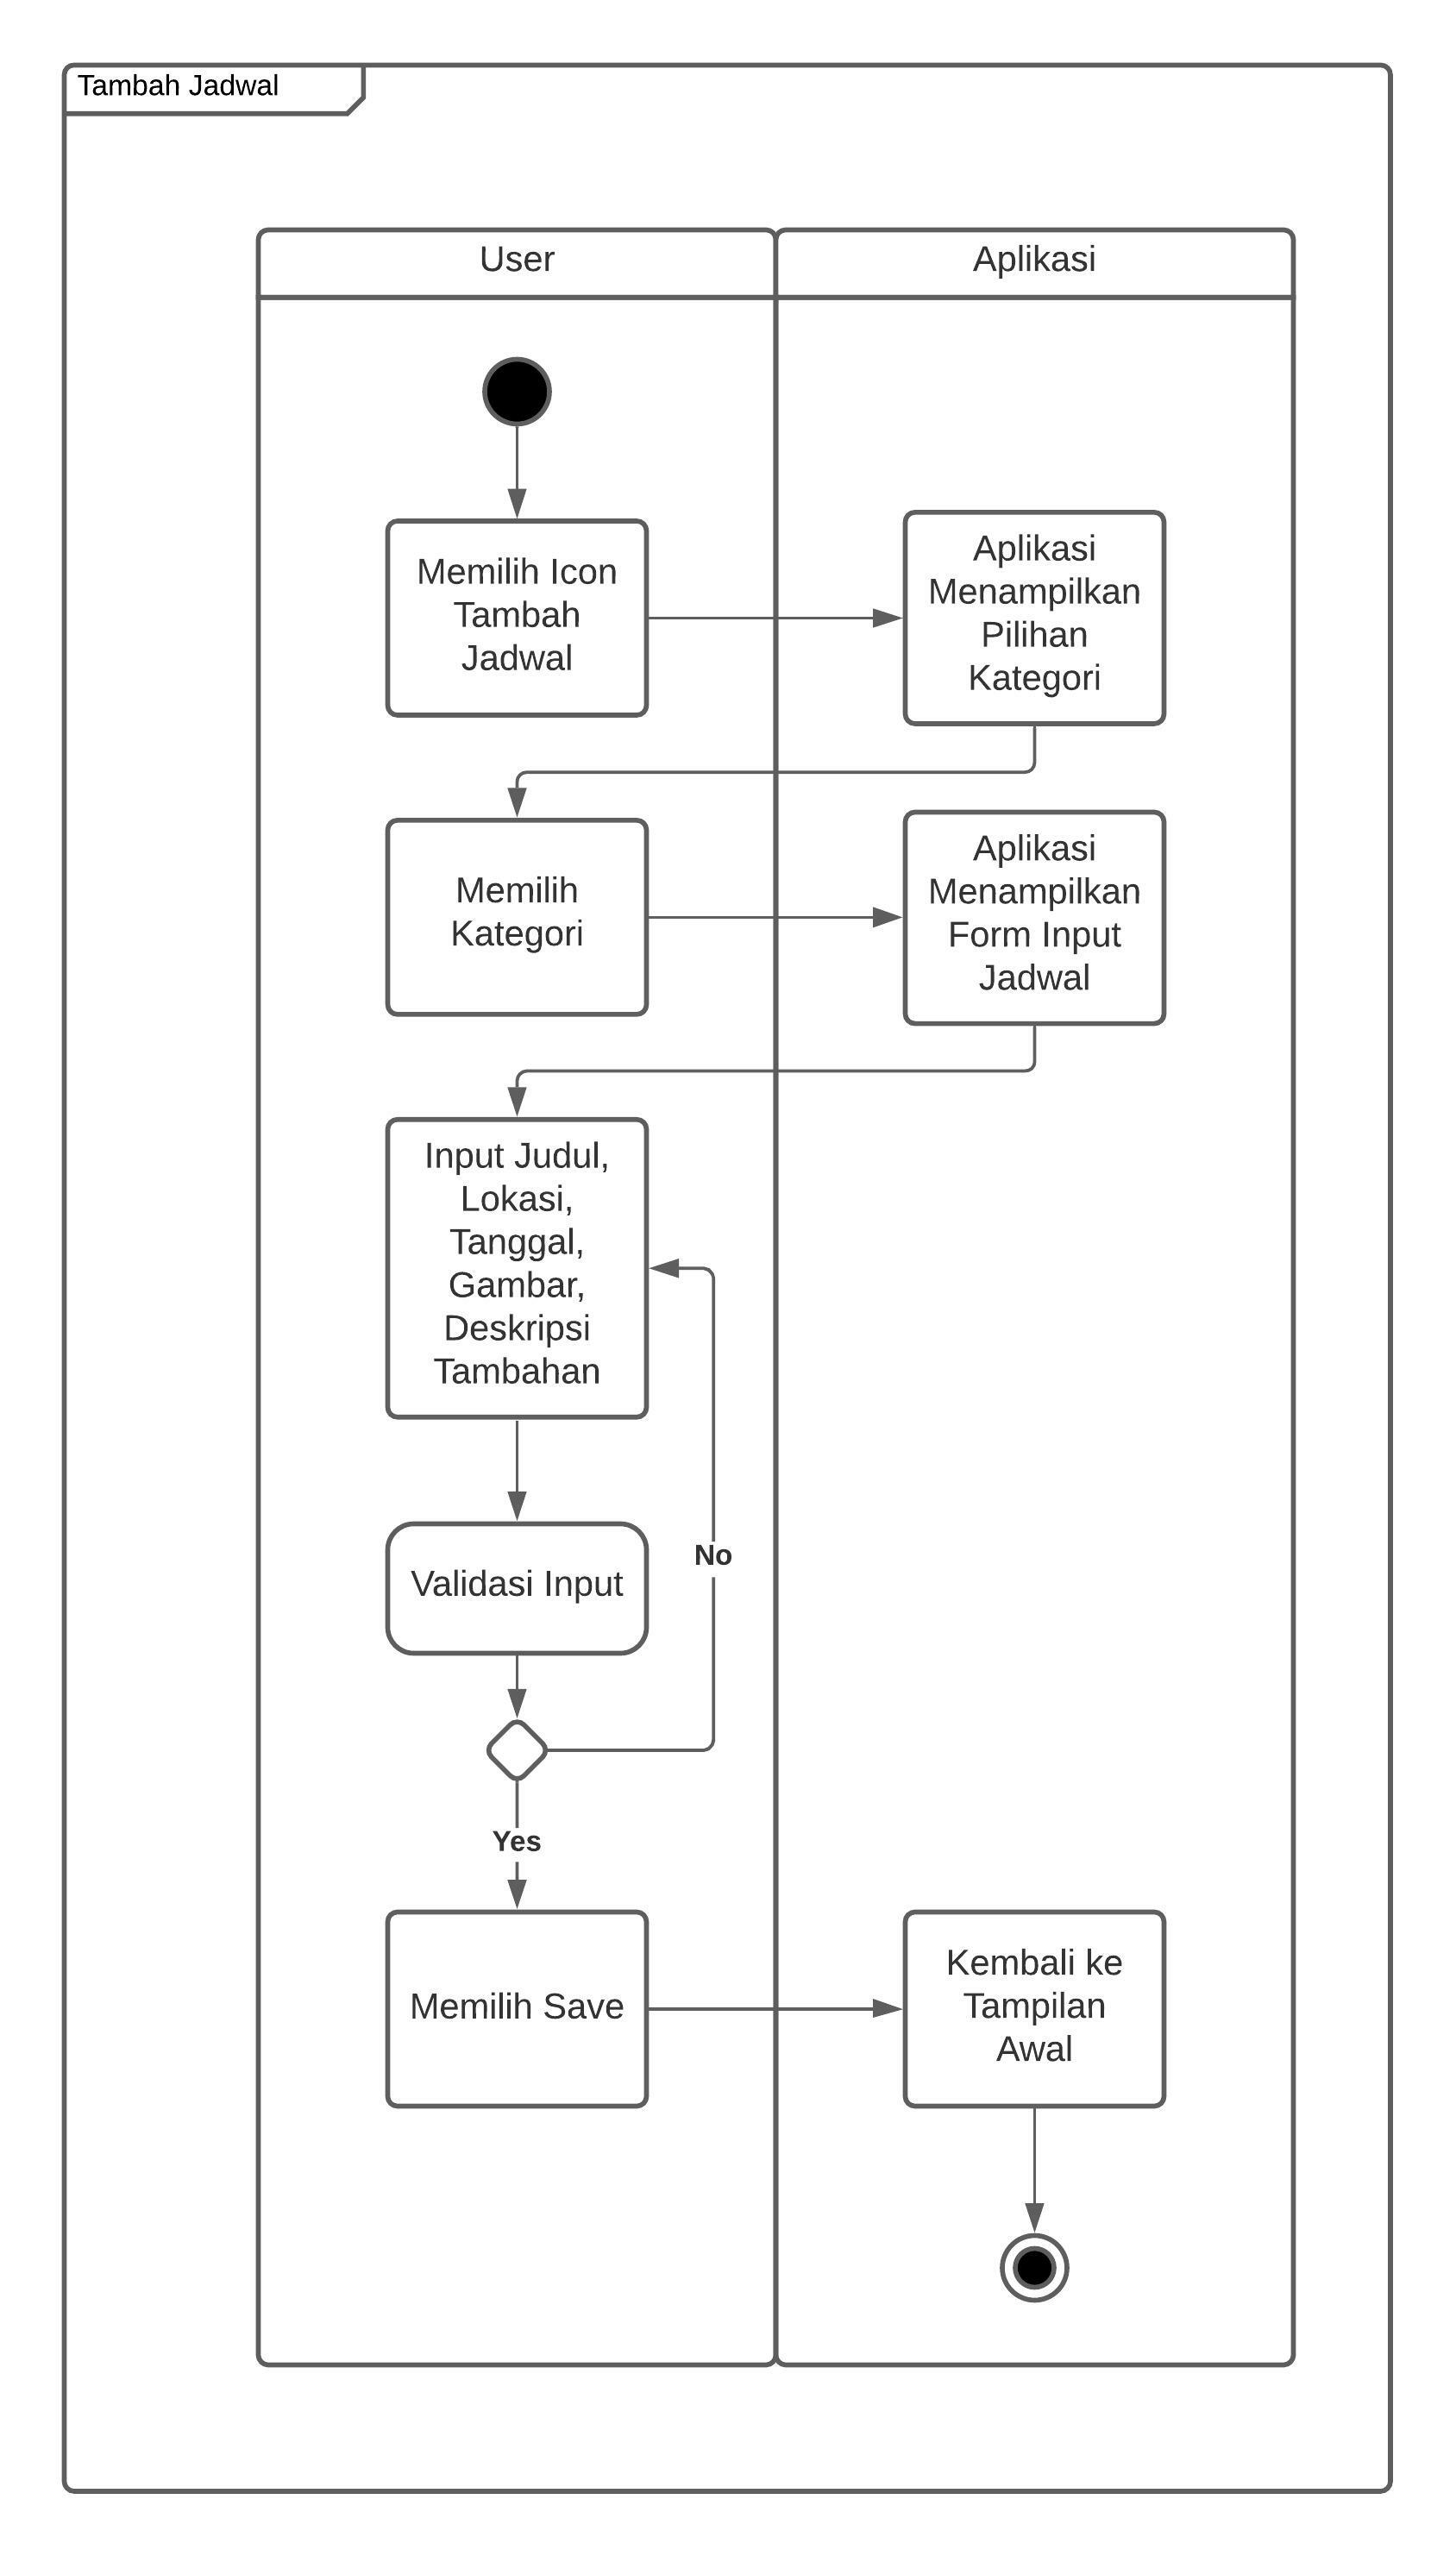 Tambah Jadwal
User
Aplikasi
Memilih Icon
Tambah
Jadwal
Aplikasi
Menampilkan
Pilihan
Kategori
Memilih
Kategori
Aplikasi
Menampilkan
Form Input
Jadwal
Input Judul,
Lokasi,
Tanggal,
Gambar,
Deskripsi
Tambahan
Validasi Input
No
Yes
Memilih Save
Kembali ke
Tampilan
Awal